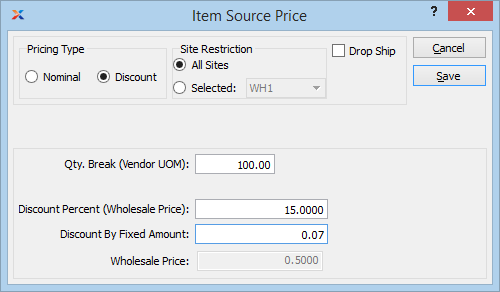 Item Source Price
?
Pricing Type
Nominal
Discount
Site Restriction
All Sites
Selected:
WH1
Drop Ship
Cancel
Save
Qty. Break (Vendor UOM): 100.00
Discount Percent (Wholesale Price): 15.0000
Discount By Fixed Amount: 0.07
Wholesale Price: 0.5000